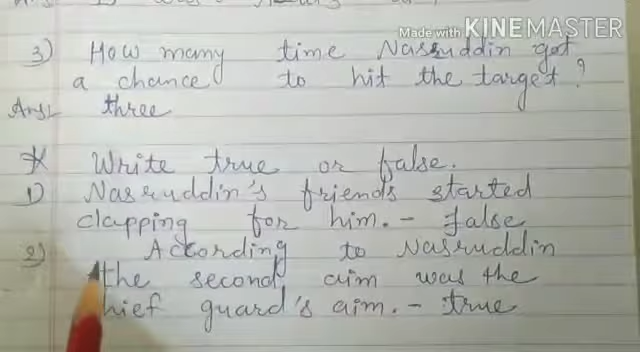 Made with KINEMASTER
3) How many time Nasruddin got
a chance to hit the target?
Ans. three
* Write true or false.
1) Nasruddin's friends started
clapping for him. - false
2) According to Nasruddin
the second aim was the
hief guard's aim. - true